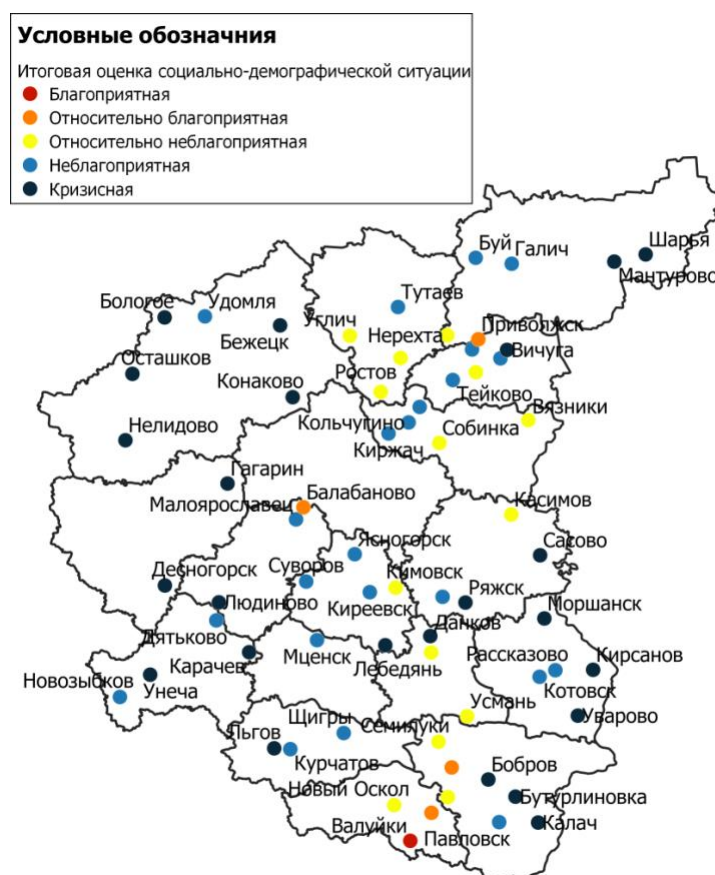 Условные обозначния
Итоговая оценка социально-демографической ситуации
Благоприятная
Относительно благоприятная
Относительно неблагоприятная
Неблагоприятная
Кризисная
Буй
Галич
Шарья
Мантурово
Тутаев
Бологое
Удомля
Углич
Бежецк
Нерехта
Приволжск
Вичуга
Осташков
Ростов
Тейково
Конаково
Кольчугино
Вязники
Собинка
Киржач
Нелидово
Гагарин
Малоярославец
Балабаново
Касимов
Ясногорск
Сасово
Суворов
Кимовск
Десногорск
Ряжск
Киреевск
Людиново
Моршанск
Данков
Дятьково
Мценск
Рассказово
Кирсанов
Карачев
Лебедянь
Новозыбков
Унеча
Котовск
Усмань
Уварово
Щигры
Семилуки
Льгов
Курчатов
Бобров
Новый Оскол
Бутурлиновка
Валуйки
Павловск
Калач